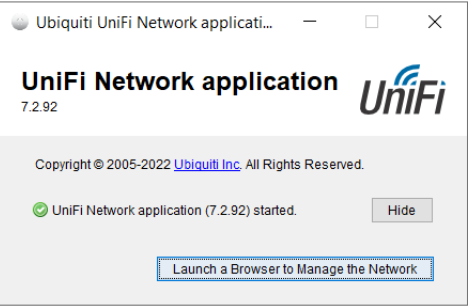 Ubiquiti UniFi Network applicati...
UniFi Network application
7.2.92
UniFi
Copyright © 2005-2022 Ubiquiti Inc. All Rights Reserved.
UniFi Network application (7.2.92) started.
Hide
Launch a Browser to Manage the Network